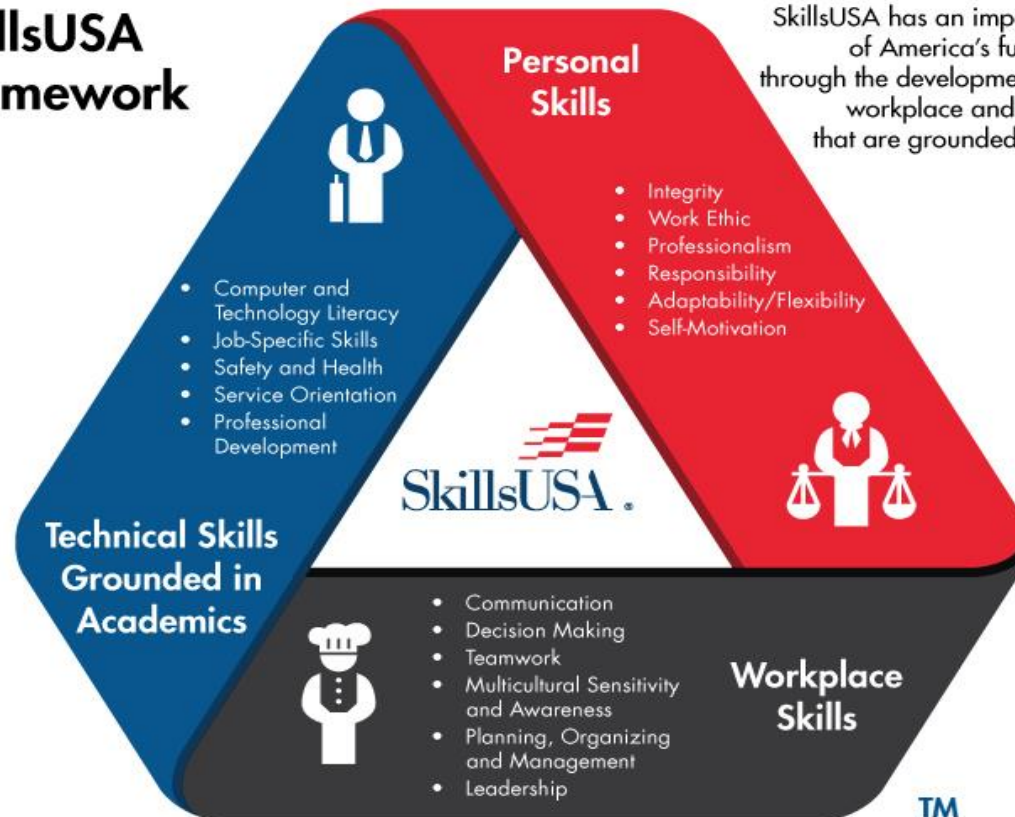 llsUSA
mework
SkillsUSA has an imp
of America's fu
through the developme
workplace and
that are grounded
Personal
Skills
• Integrity
• Work Ethic
• Professionalism
• Responsibility
• Adaptability/Flexibility
• Self-Motivation
• Computer and
Technology Literacy
• Job-Specific Skills
• Safety and Health
• Service Orientation
• Professional
Development
Technical Skills
Grounded in
Academics
SkillsUSA®
• Communication
• Decision Making
• Teamwork
• Multicultural Sensitivity
and Awareness
• Planning, Organizing
and Management
• Leadership
Workplace
Skills
TM